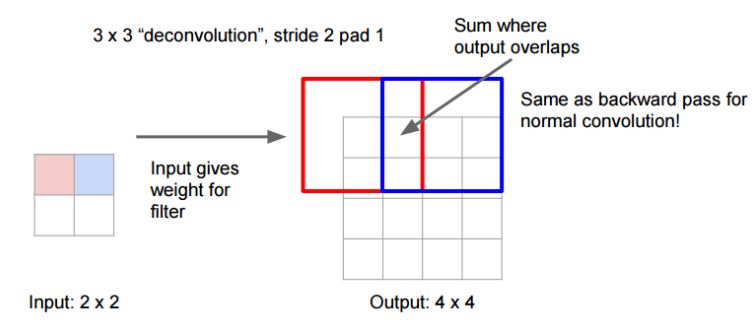 3 x 3 “deconvolution”, stride 2 pad 1
Sum where
output overlaps
Same as backward pass for
normal convolution!
Input gives
weight for
filter
Input: 2 x 2
Output: 4 x 4